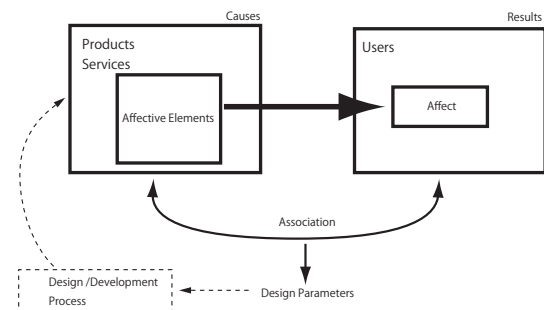 Causes
Results
Products
Services
Users
Affective Elements
Affect
Association
Design /Development
Process
Design Parameters